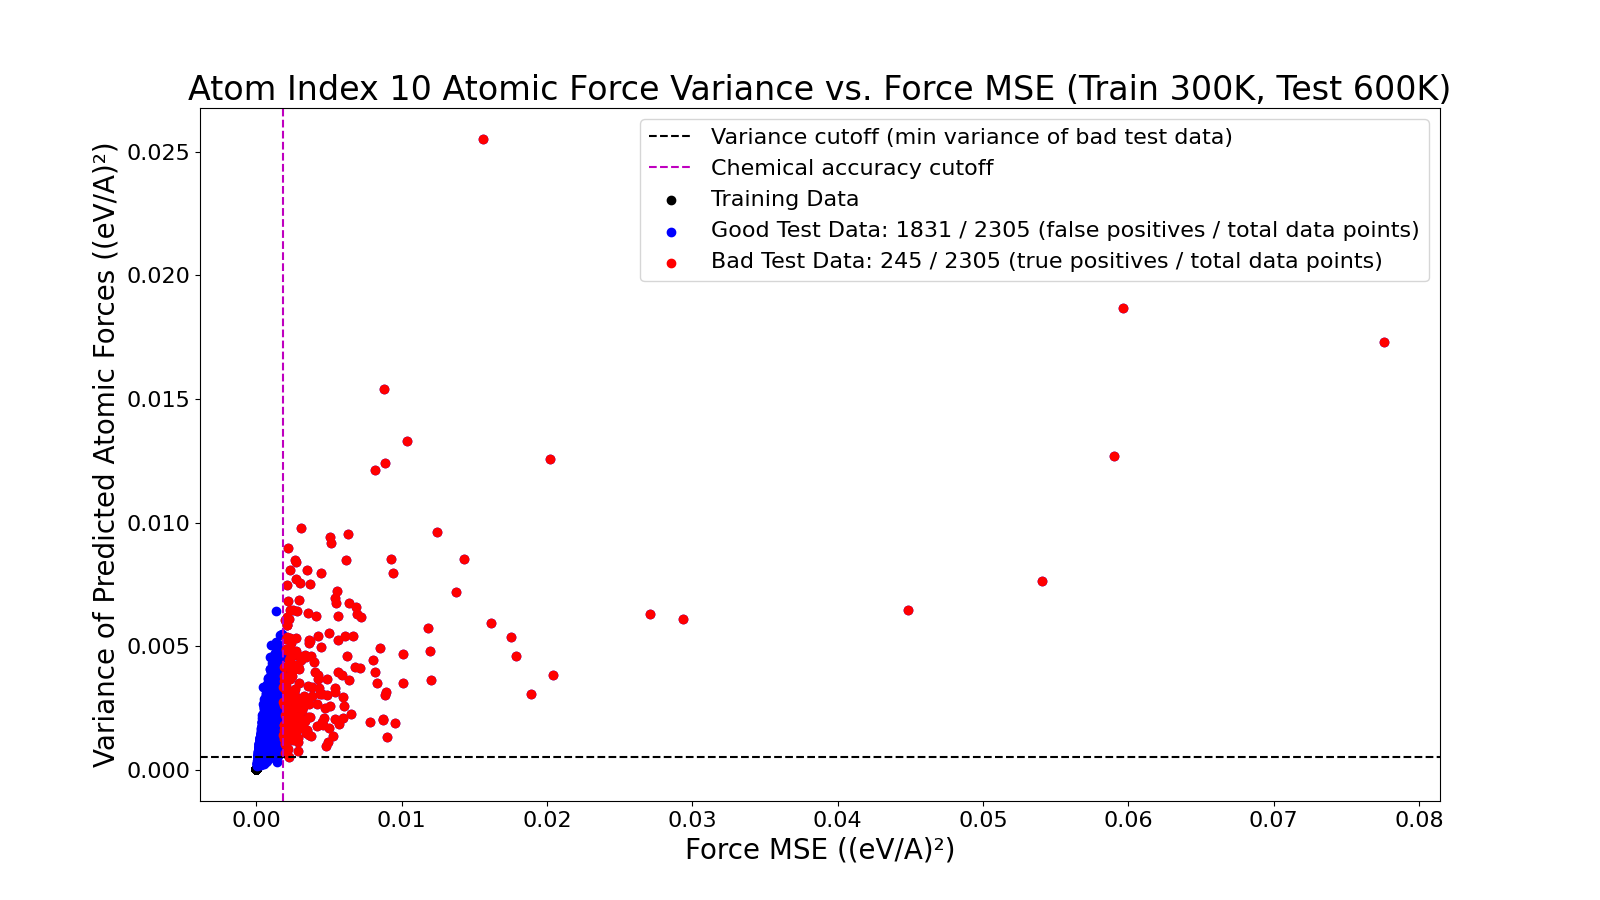 Atom Index 10 Atomic Force Variance vs. Force MSE (Train 300K, Test 600K)
Variance cutoff (min variance of bad test data)
Chemical accuracy cutoff
Training Data
Good Test Data: 1831 / 2305 (false positives / total data points)
Bad Test Data: 245 / 2305 (true positives / total data points)
Variance of Predicted Atomic Forces ((eV/A)²)
0.025
0.020
0.015
0.010
0.005
0.000
0.00 0.01 0.02 0.03 0.04 0.05 0.06 0.07 0.08
Force MSE ((eV/A)²)